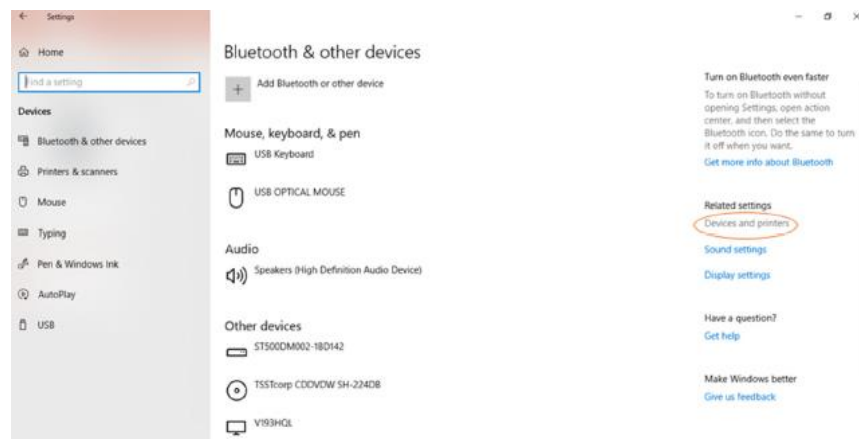 Settings
Home
Find a setting
Devices
Bluetooth & other devices
Printers & scanners
Mouse
Typing
Pen & Windows Ink
AutoPlay
USB
Bluetooth & other devices
Add Bluetooth or other device
Mouse, keyboard, & pen
USB Keyboard
USB OPTICAL MOUSE
Audio
Speakers (High Definition Audio Device)
Other devices
ST500DM002-1BD142
TSSTcorp CDDVDW SH-224DB
V193HQL
Turn on Bluetooth even faster
To turn on Bluetooth without
opening Settings, open action
center, and then select the
Bluetooth icon. Do the same to turn
it off when you want.
Get more info about Bluetooth
Related settings
Devices and printers
Sound settings
Display settings
Have a question?
Get help
Make Windows better
Give us feedback